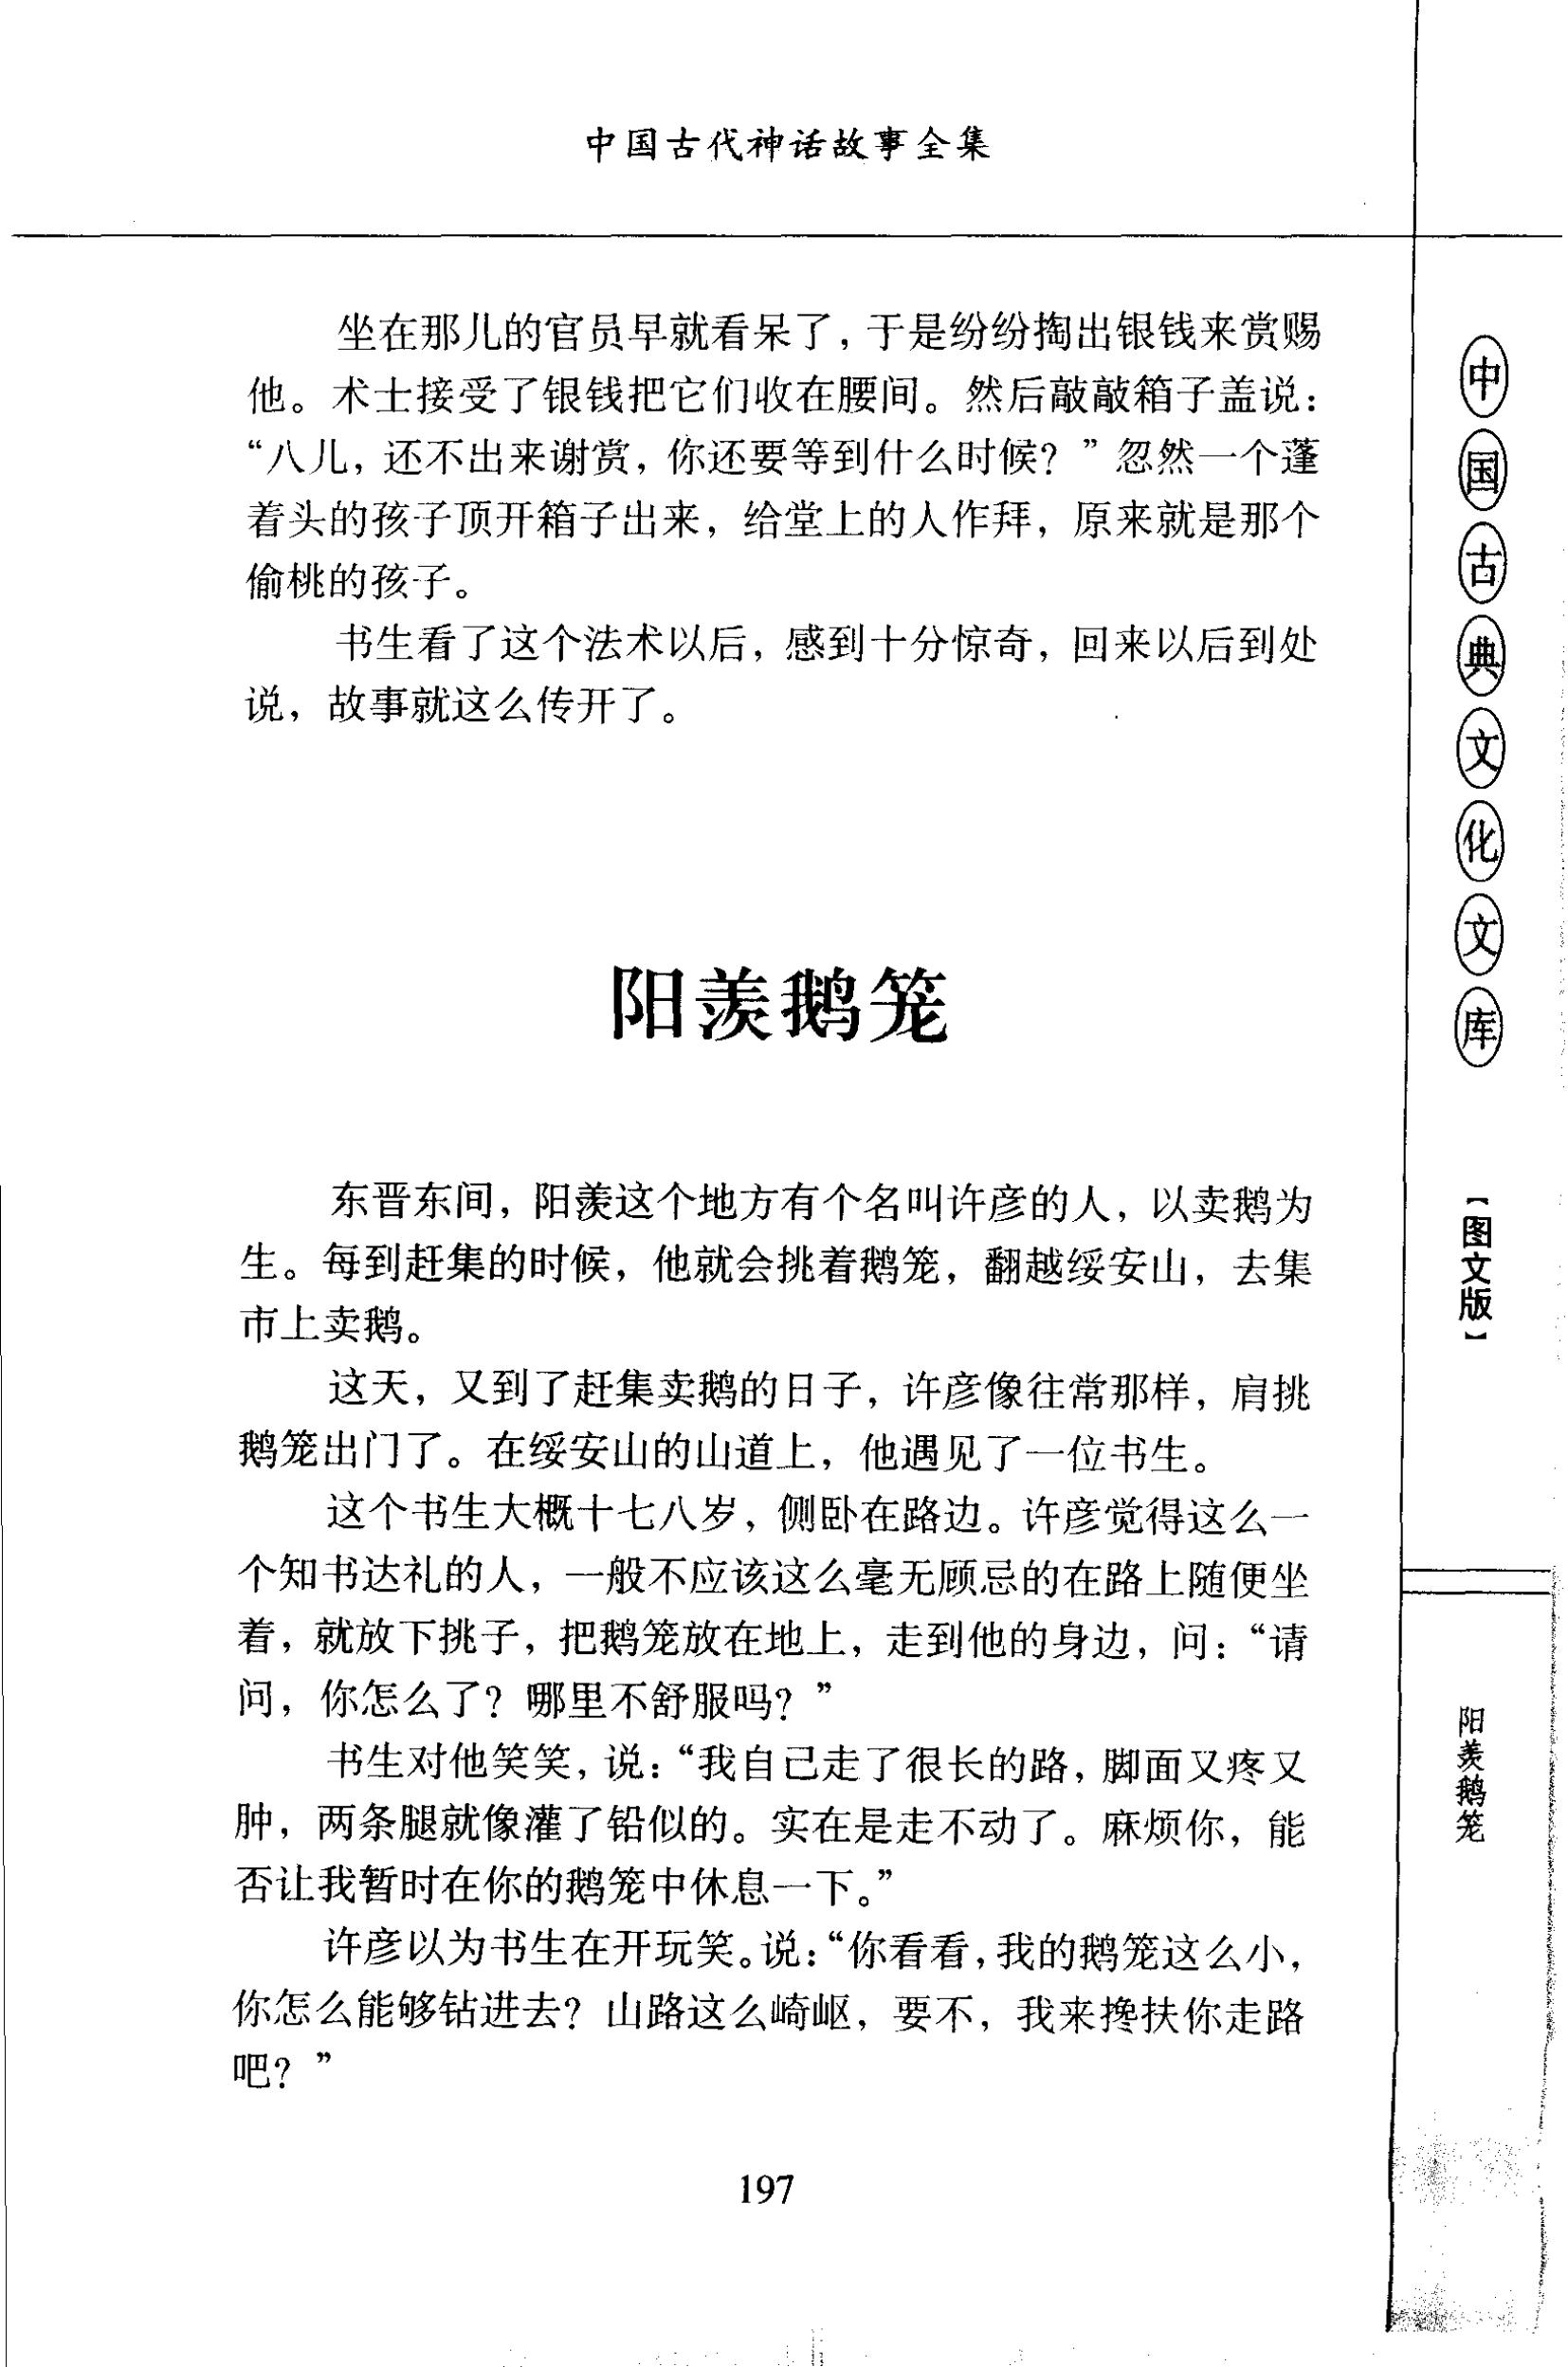 中国古代神话故事全集
坐在那儿的官员早就看呆了，于是纷纷掏出银钱来赏赐
他。术士接受了银钱把它们收在腰间。然后敲敲箱子盖说：
“八儿，还不出来谢赏，你还要等到什么时候？”忽然一个蓬
着头的孩子顶开箱子出来，给堂上的人作拜，原来就是那个
偷桃的孩子。
书生看了这个法术以后，感到十分惊奇，回来以后到处
说，故事就这么传开了。
阳羡鹅笼
东晋东间，阳羡这个地方有个名叫许彦的人，以卖鹅为
生。每到赶集的时候，他就会挑着鹅笼，翻越绥安山，去集
市上卖鹅。
这天，又到了赶集卖鹅的日子，许彦像往常那样，肩挑
鹅笼出门了。在绥安山的山道上，他遇见了一位书生。
这个书生大概十七八岁，侧卧在路边。许彦觉得这么一
个知书达礼的人，一般不应该这么毫无顾忌的在路上随便坐
着，就放下挑子，把鹅笼放在地上，走到他的身边，问：“请
问，你怎么了？哪里不舒服吗？”
书生对他笑笑，说：“我自己走了很长的路，脚面又疼又
肿，两条腿就像灌了铅似的。实在是走不动了。麻烦你，能
否让我暂时在你的鹅笼中休息一下。”
许彦以为书生在开玩笑。说：“你看看，我的鹅笼这么小，
你怎么能够钻进去？山路这么崎岖，要不，我来搀扶你走路
吧？”
197
中国古典文化文库
【图文版】
阳羡鹅笼